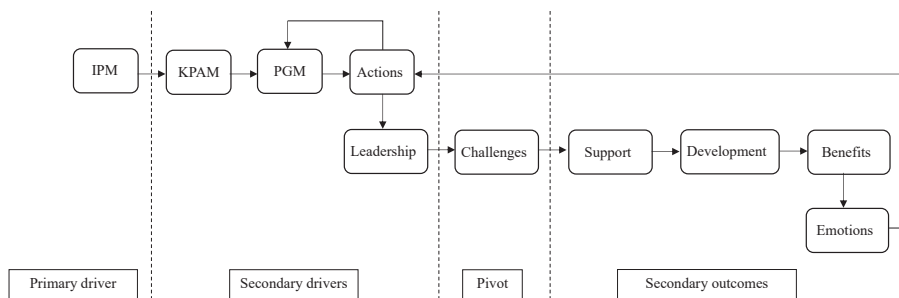 IPM
KPAM
PGM
Actions
Leadership
Challenges
Support
Development
Benefits
Emotions
Primary driver
Secondary drivers
Pivot
Secondary outcomes